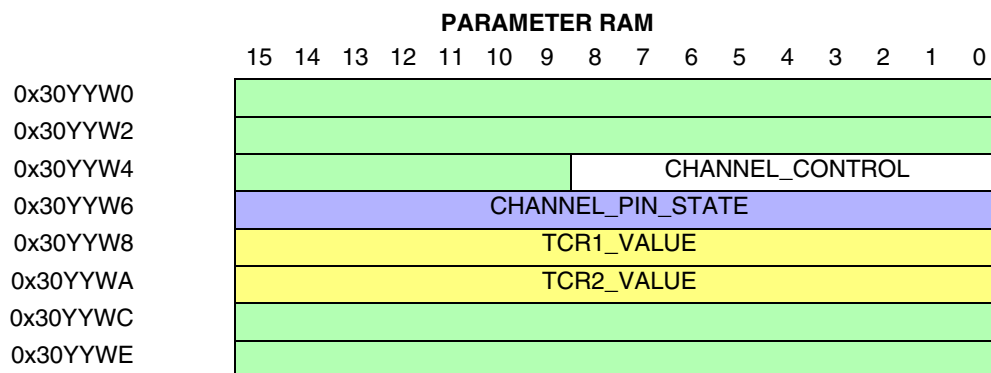 PARAMETER RAM
15 14 13 12 11 10 9 8 7 6 5 4 3 2 1 0
0x30YYW0
0x30YYW2
0x30YYW4 CHANNEL_CONTROL
0x30YYW6 CHANNEL_PIN_STATE
0x30YYW8 TCR1_VALUE
0x30YYWA TCR2_VALUE
0x30YYWC
0x30YYWE